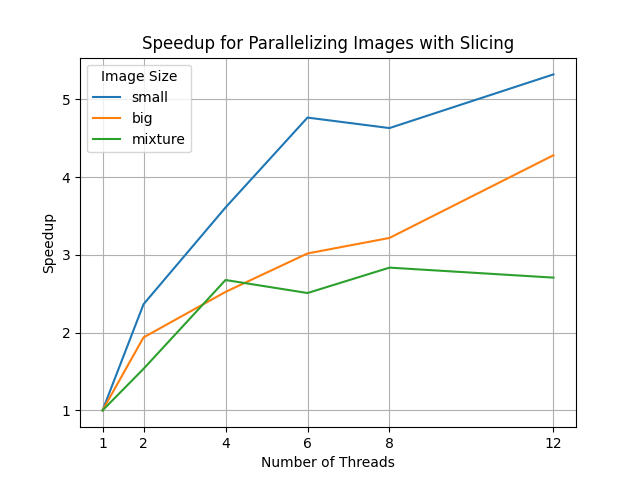 Speedup for Parallelizing Images with Slicing
Image Size
small
big
mixture
Speedup
5
4
3
2
1
1 2 4 6 8 12
Number of Threads